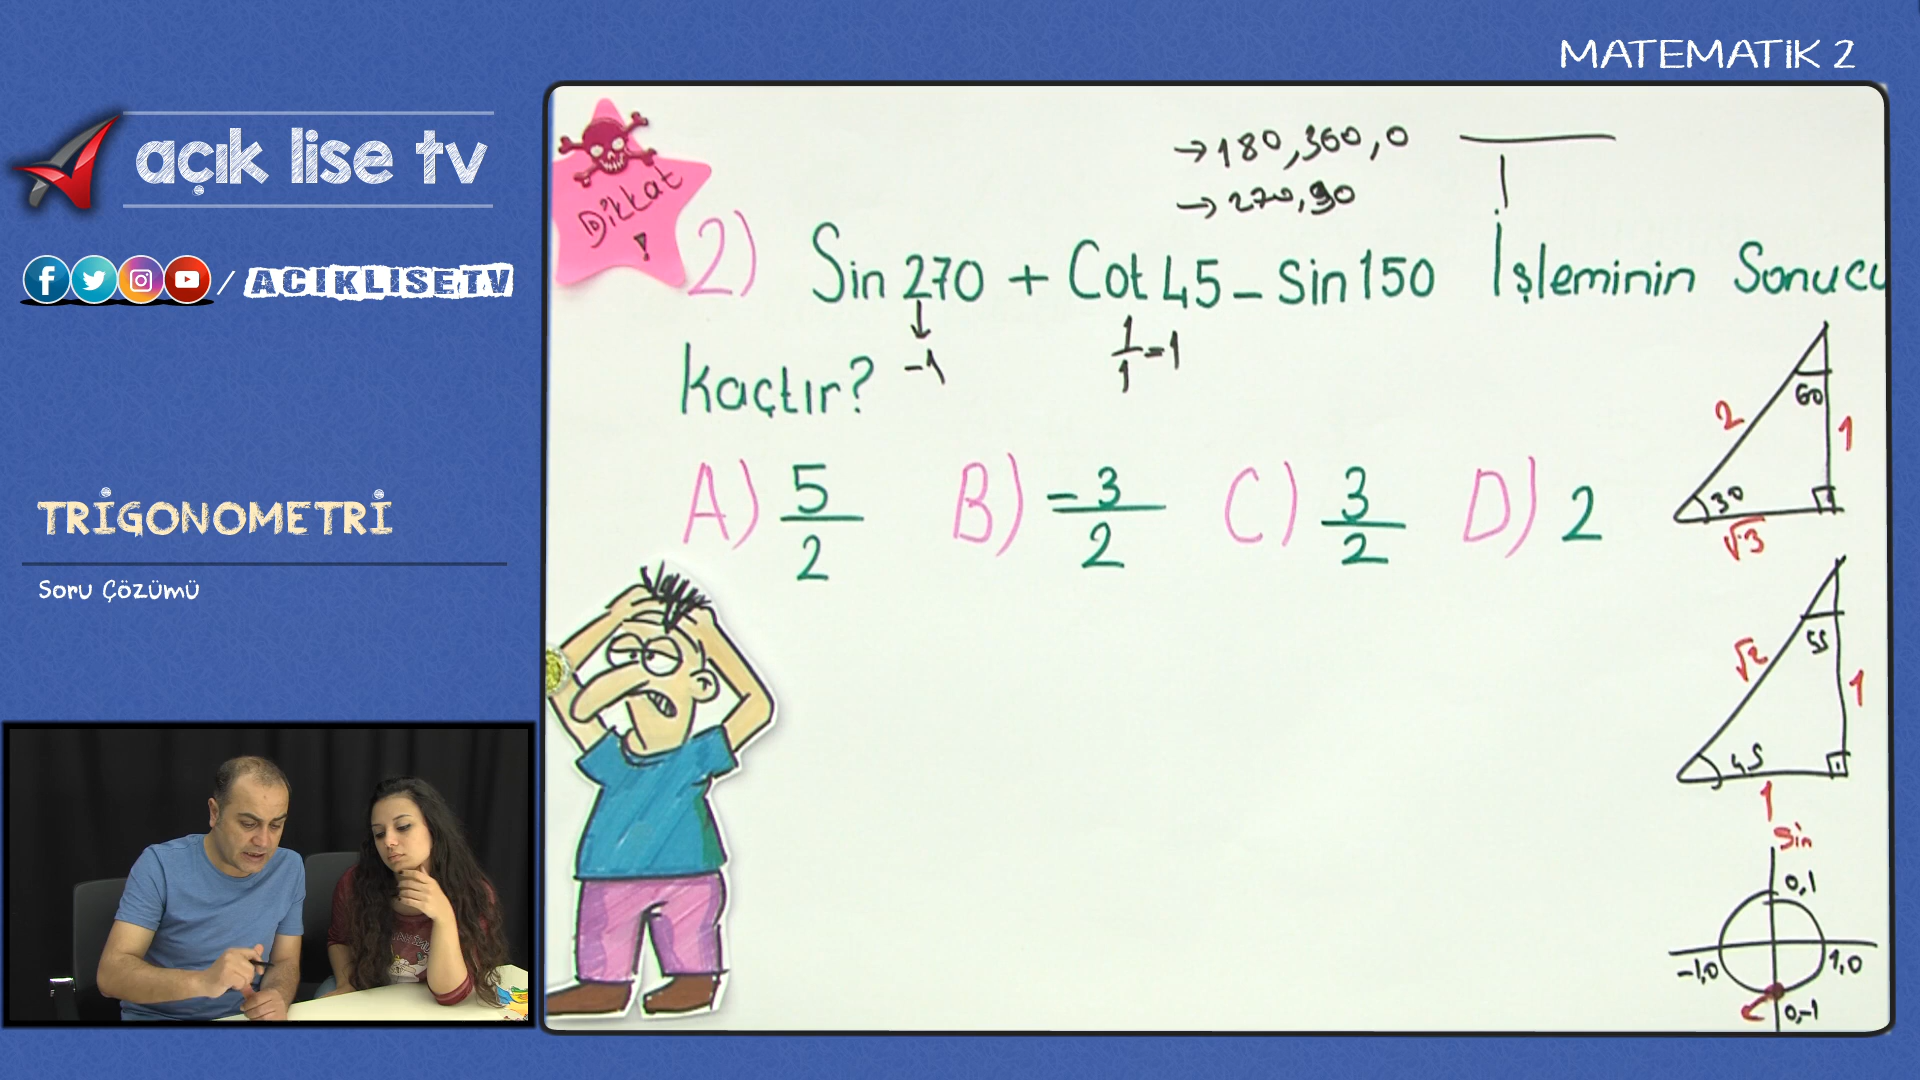 MATEMATİK 2
açık lise tv
/ ACIKLISETV
TRİGONOMETRİ
Soru Çözümü
Dikkat
!
→180,360,0
→270,90
2) Sin 270 + Cot 45 - Sin 150 İşleminin Sonucu
↓
-1
1/1=1
Kaçtır?
A) 5/2 B) -3/2 C) 3/2 D) 2
60
2
1
30
√3
√2
1
45
1
Sin
0,1
-1,0
1,0
0,-1